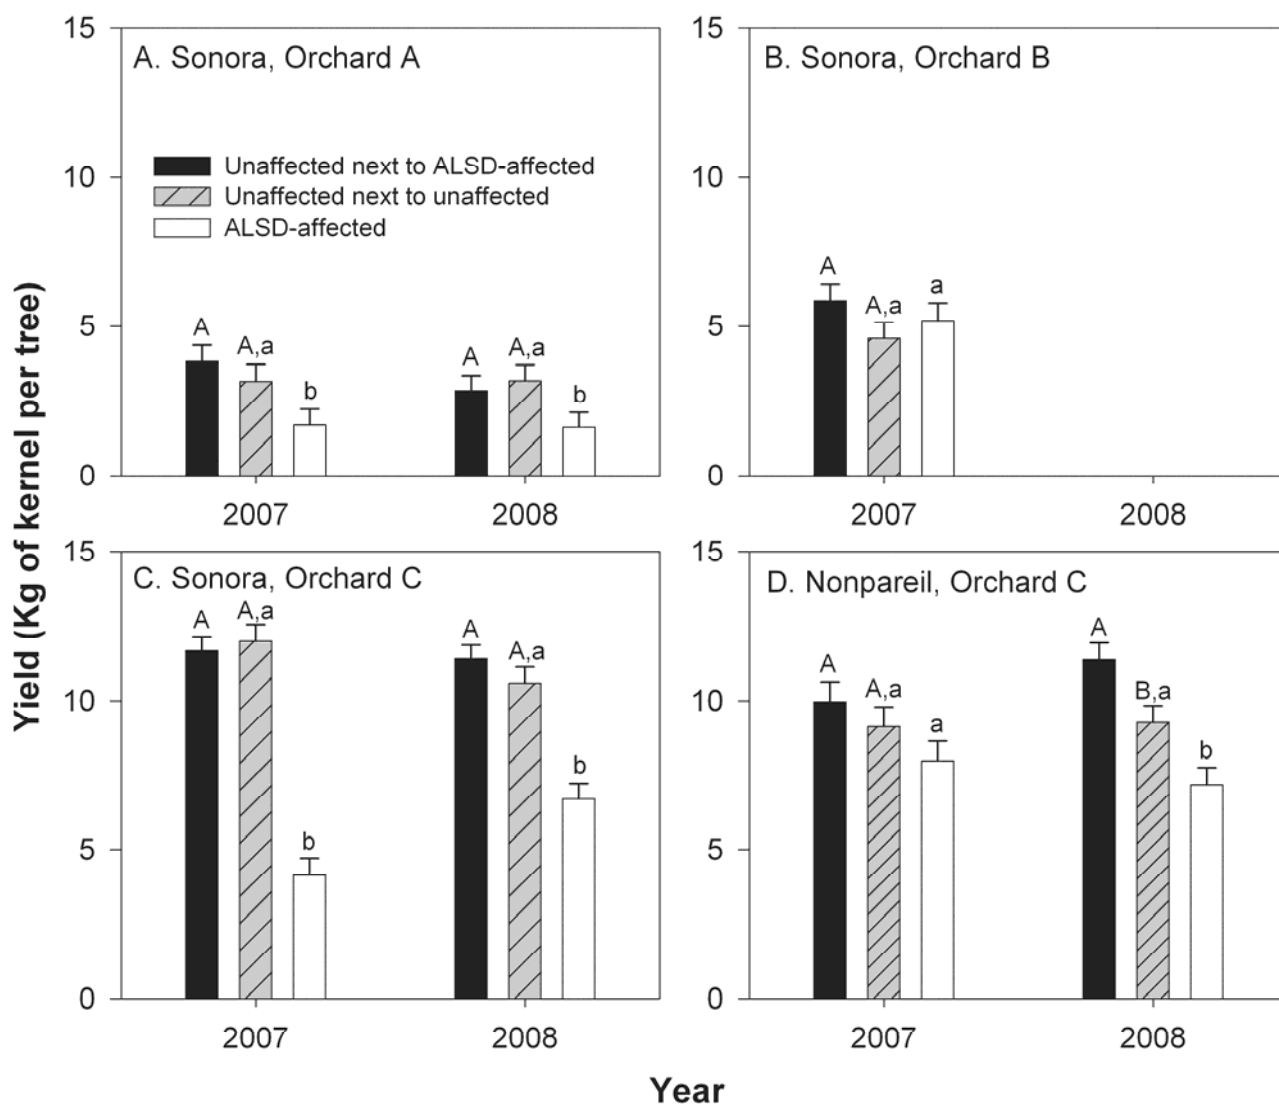 15
10
5
0
A. Sonora, Orchard A
Unaffected next to ALSD-affected
Unaffected next to unaffected
ALSD-affected
A
A,a
b
A
A,a
b
2007
2008
15
10
5
0
B. Sonora, Orchard B
A
A,a
a
2007
2008
Yield (Kg of kernel per tree)
15
10
5
0
C. Sonora, Orchard C
A
A,a
b
A
A,a
b
2007
2008
15
10
5
0
D. Nonpareil, Orchard C
A
A,a
a
A
B,a
b
2007
2008
Year